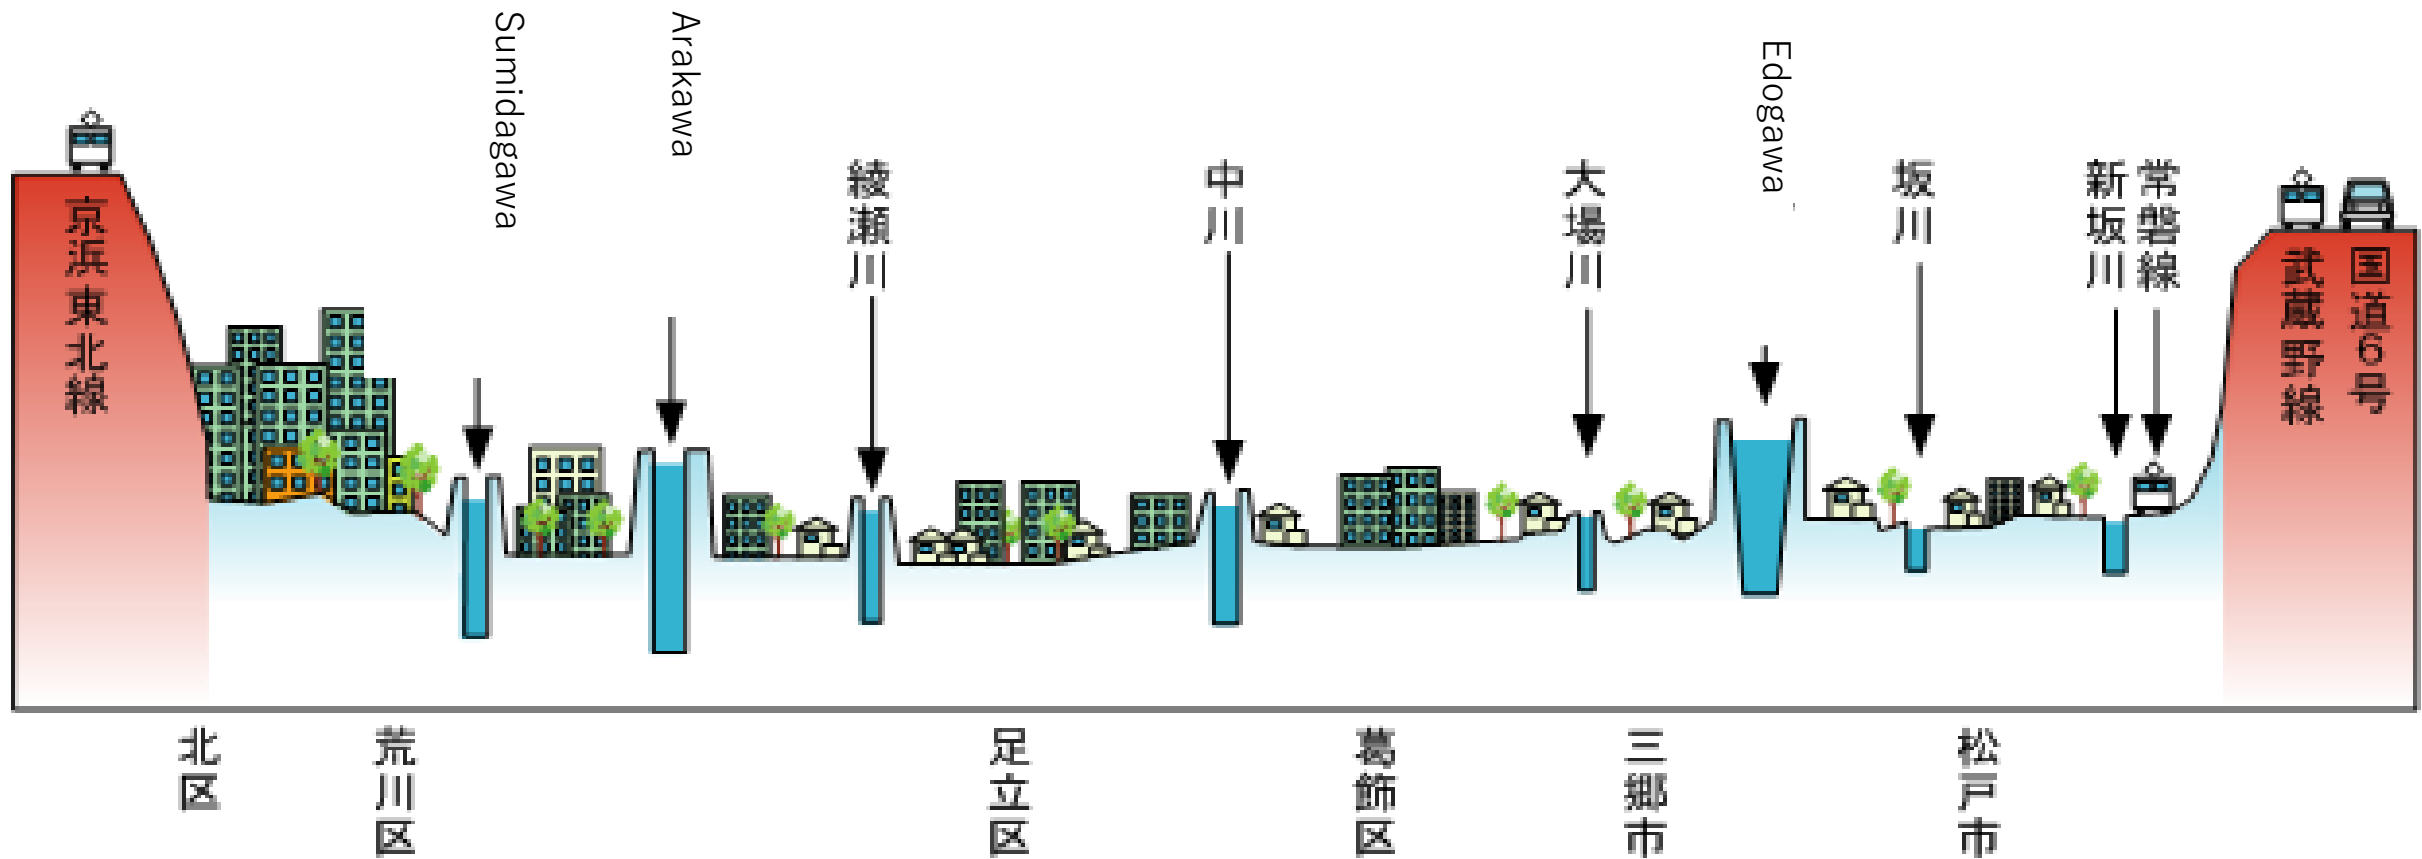 Sumidagawa
Arakawa
綾瀬川
中川
大場川
Edogawa
坂川
新坂川
常磐線
京浜東北線
武蔵野線
国道6号
北区
荒川区
足立区
葛飾区
三郷市
松戸市